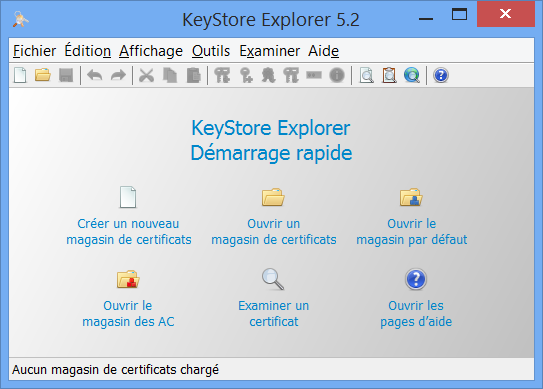 KeyStore Explorer 5.2
Fichier Édition Affichage Outils Examiner Aide
KeyStore Explorer
Démarrage rapide
Créer un nouveau
magasin de certificats
Ouvrir un
magasin de certificats
Ouvrir le
magasin par défaut
Ouvrir le
magasin des AC
Examiner un
certificat
Ouvrir les
pages d'aide
Aucun magasin de certificats chargé